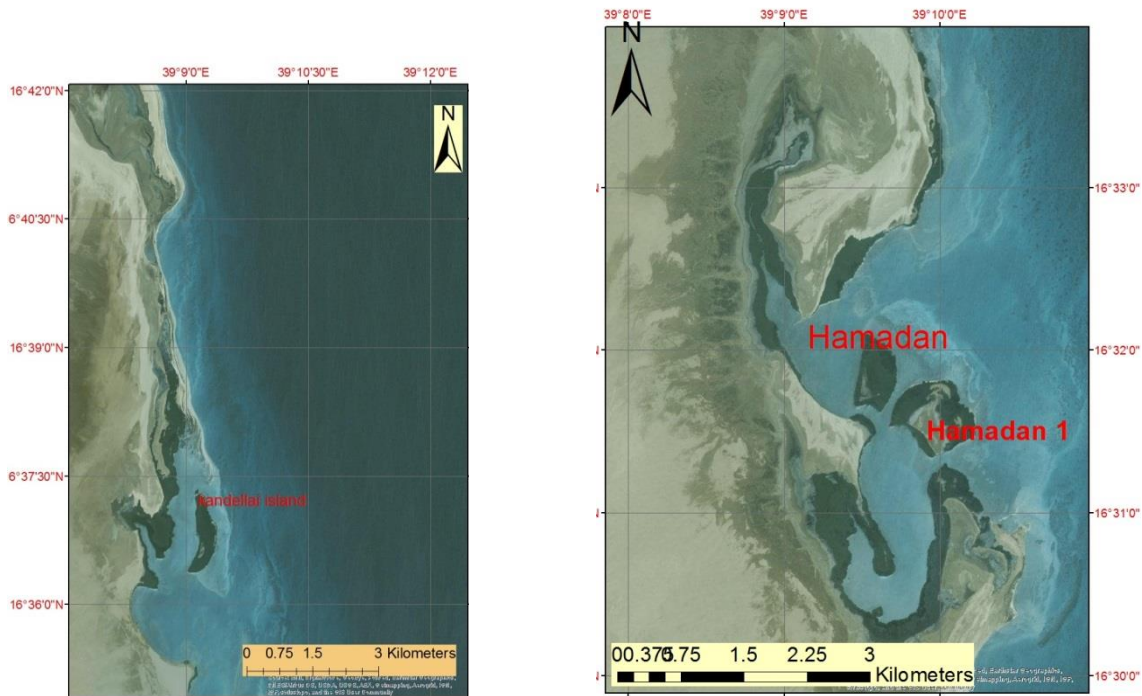 39°9'0"E 39°10'30"E 39°12'0"E
16°42'0"N
N
6°40'30"N
16°39'0"N
6°37'30"N
kandellai island
16°36'0"N
0 0.75 1.5 3 Kilometers
39°8'0"E 39°9'0"E 39°10'0"E
N
16°33'0"
16°32'0"
Hamadan
Hamadan 1
16°31'0"
16°30'0"
00.375 0.75 1.5 2.25 3
Kilometers